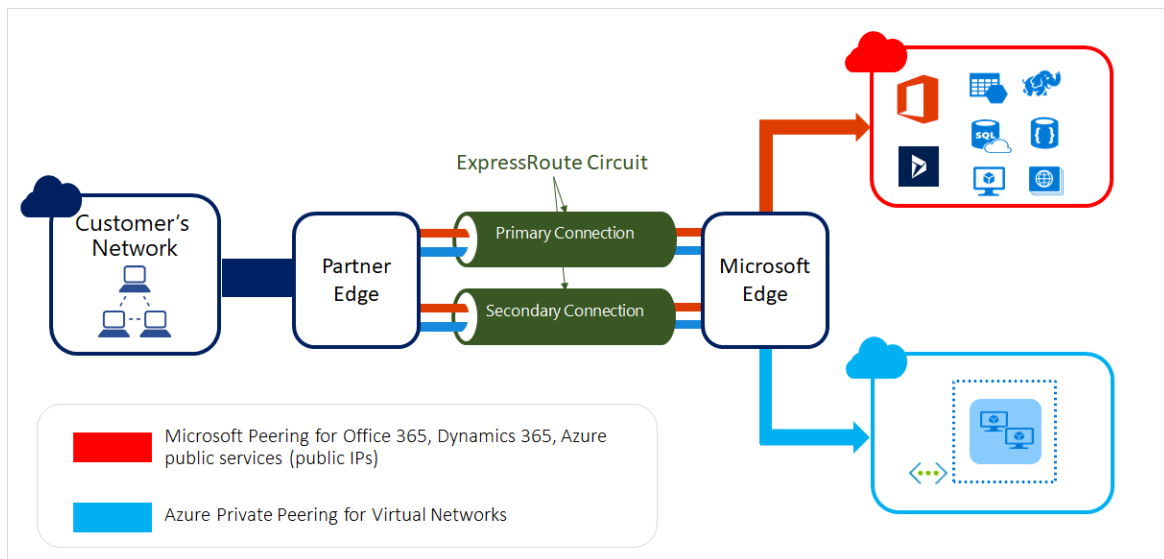 ExpressRoute Circuit
Customer's
Network
Partner
Edge
Primary Connection
Secondary Connection
Microsoft
Edge
SQL
{ }
Microsoft Peering for Office 365, Dynamics 365, Azure
public services (public IPs)
Azure Private Peering for Virtual Networks